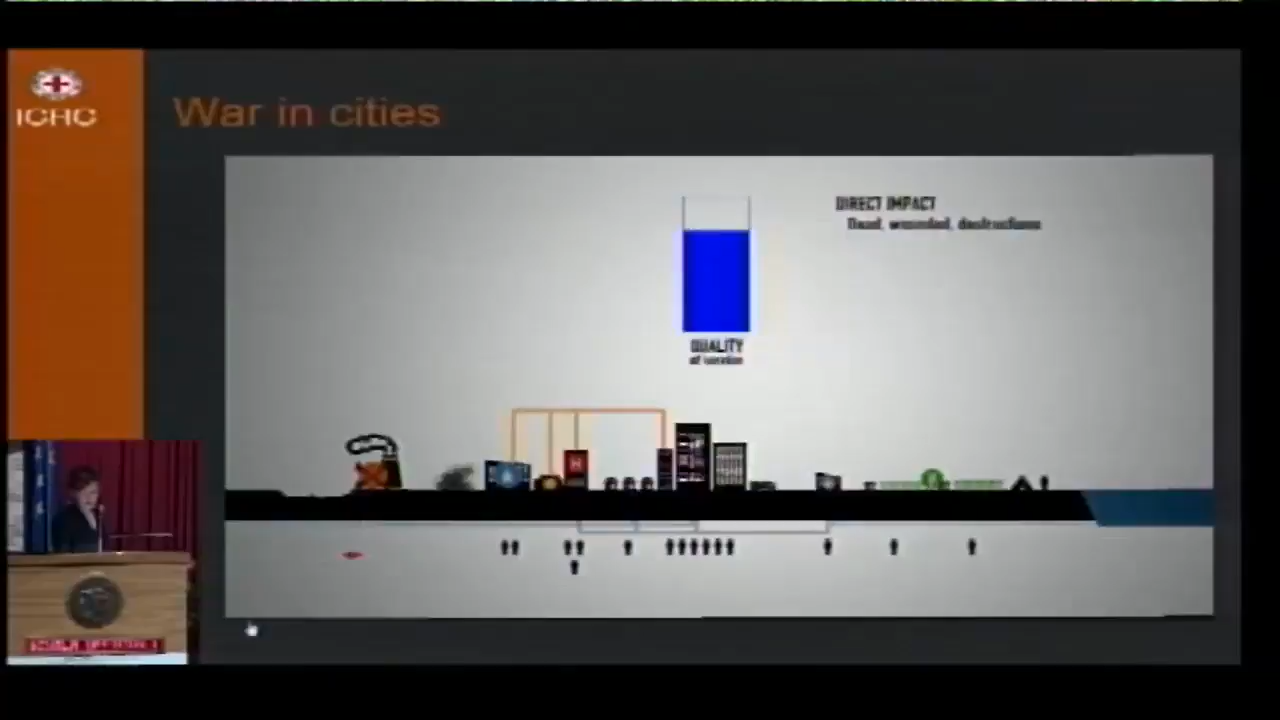 ICRC
War in cities
DIRECT IMPACT
Dead, wounded, destructions
QUALITY
of service
H